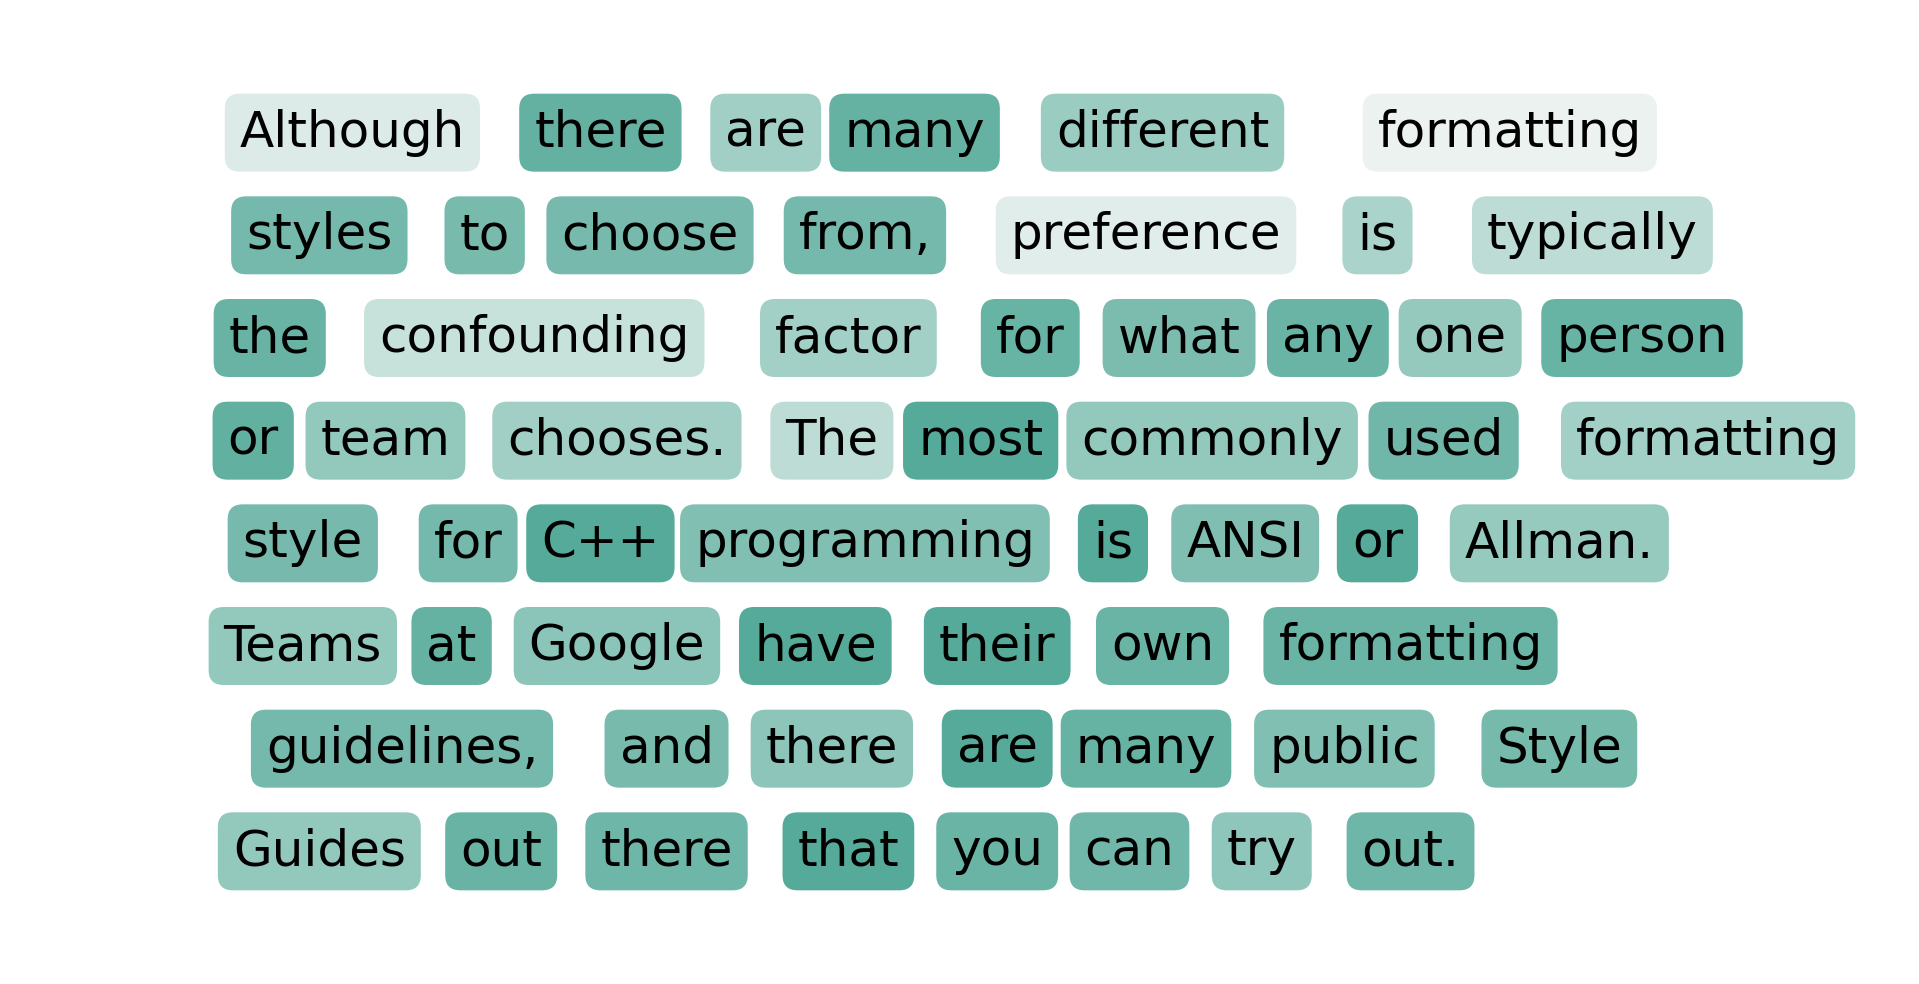 Although there are many different formatting
styles to choose from, preference is typically
the confounding factor for what any one person
or team chooses. The most commonly used formatting
style for C++ programming is ANSI or Allman.
Teams at Google have their own formatting
guidelines, and there are many public Style
Guides out there that you can try out.